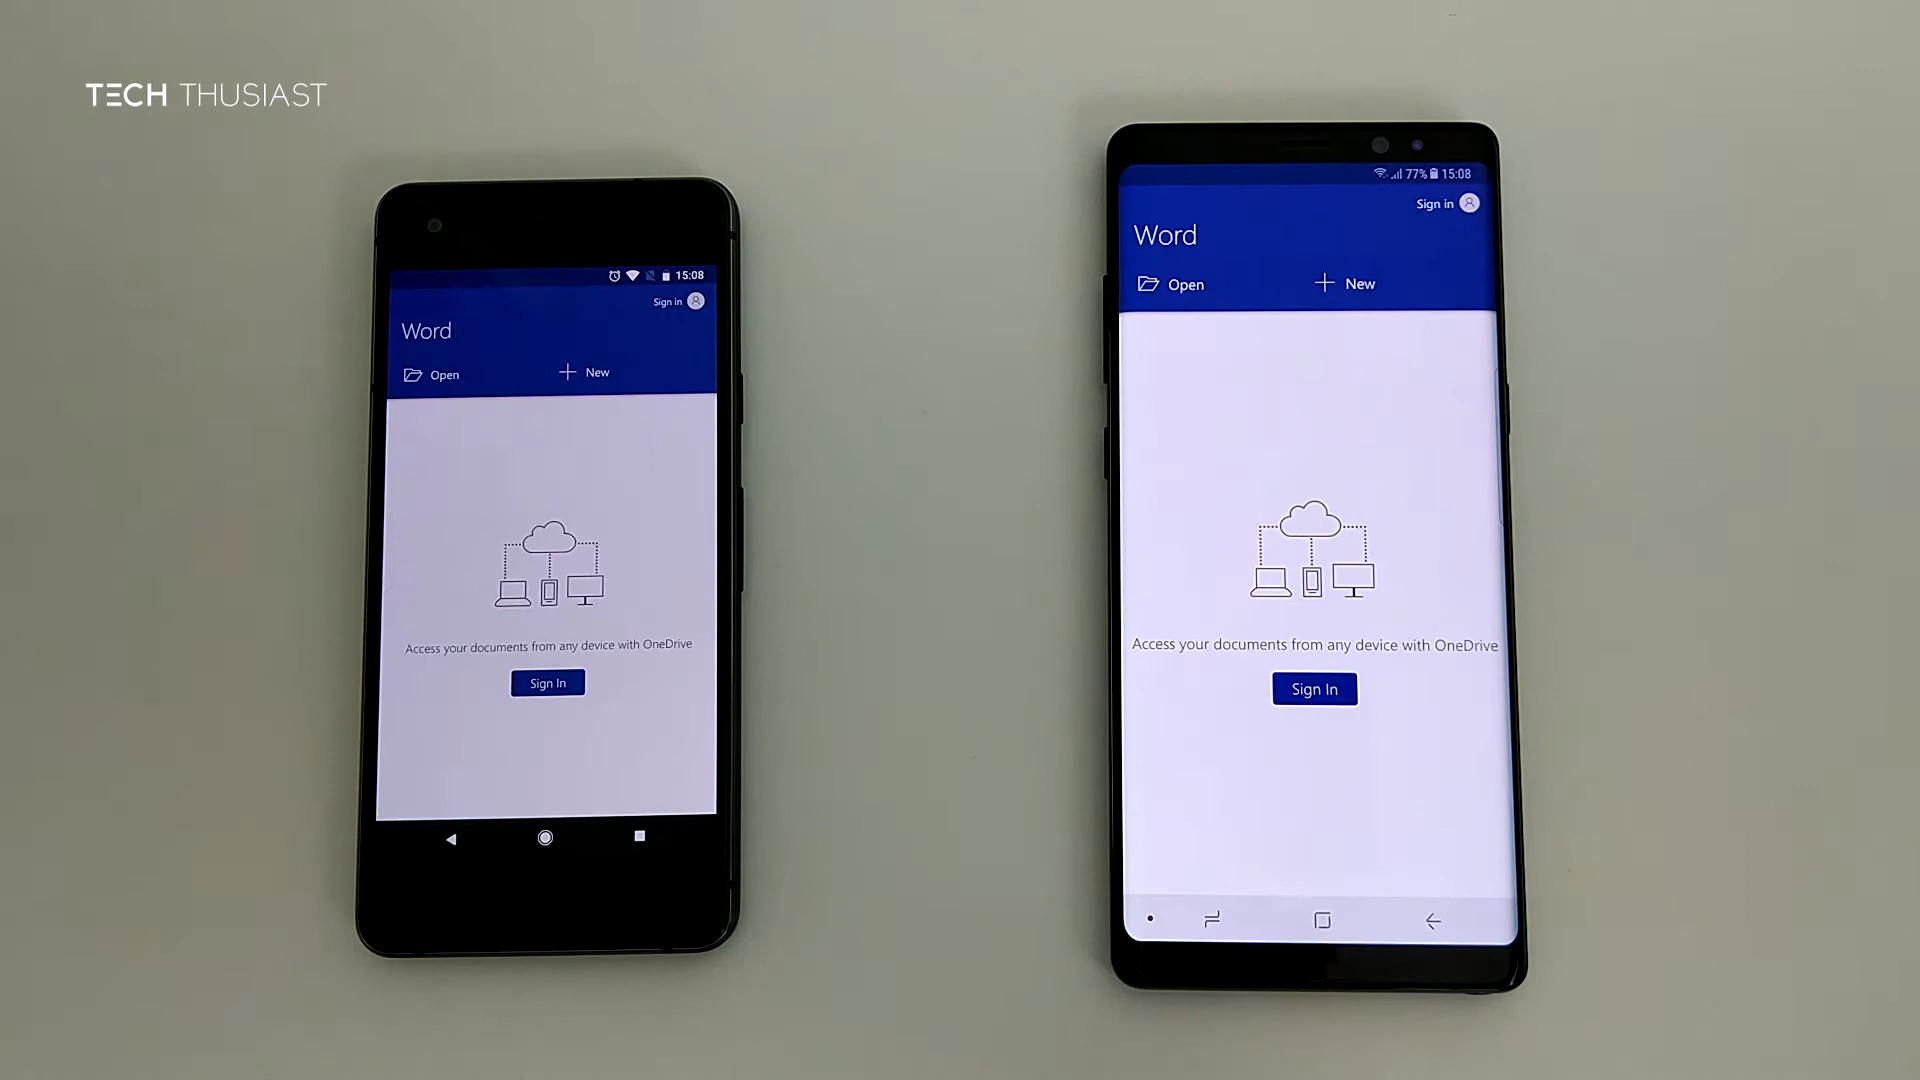 TECH THUSIAST
15:08
Sign in
Word
Open
New
Access your documents from any device with OneDrive
Sign In
77% 15:08
Sign in
Word
Open
New
Access your documents from any device with OneDrive
Sign In